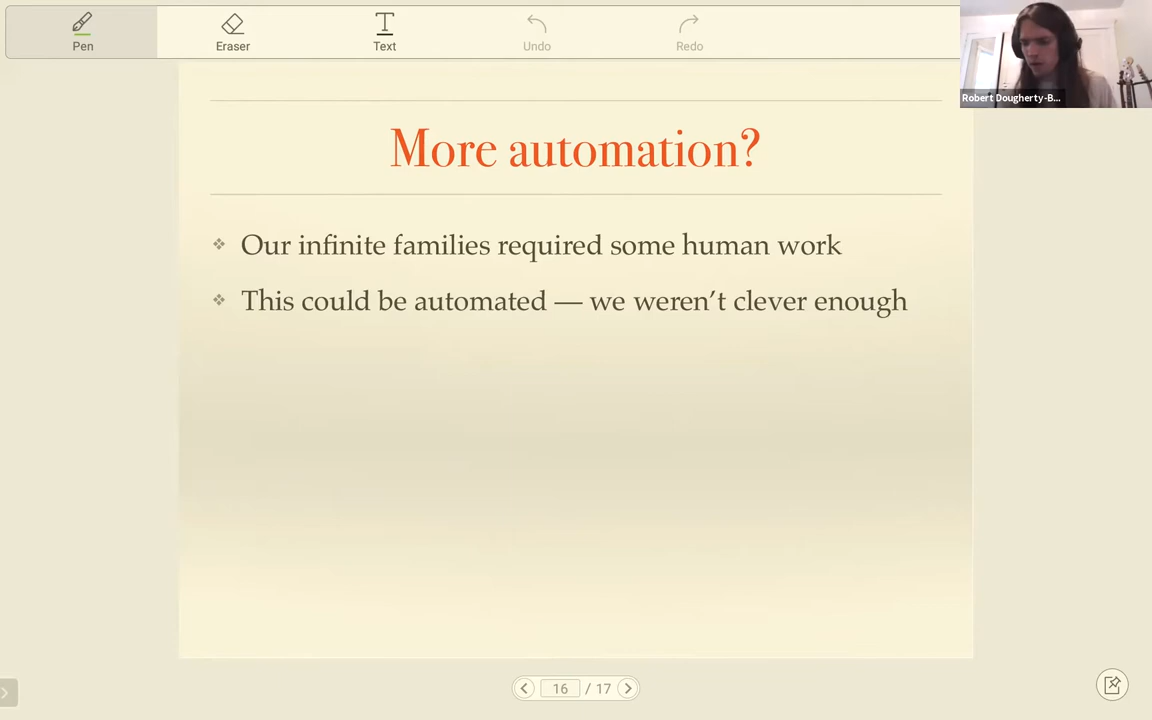 Pen
Eraser
Text
Undo
Redo
Robert Dougherty-B...
More automation?
❖ Our infinite families required some human work
❖ This could be automated — we weren't clever enough
16 / 17